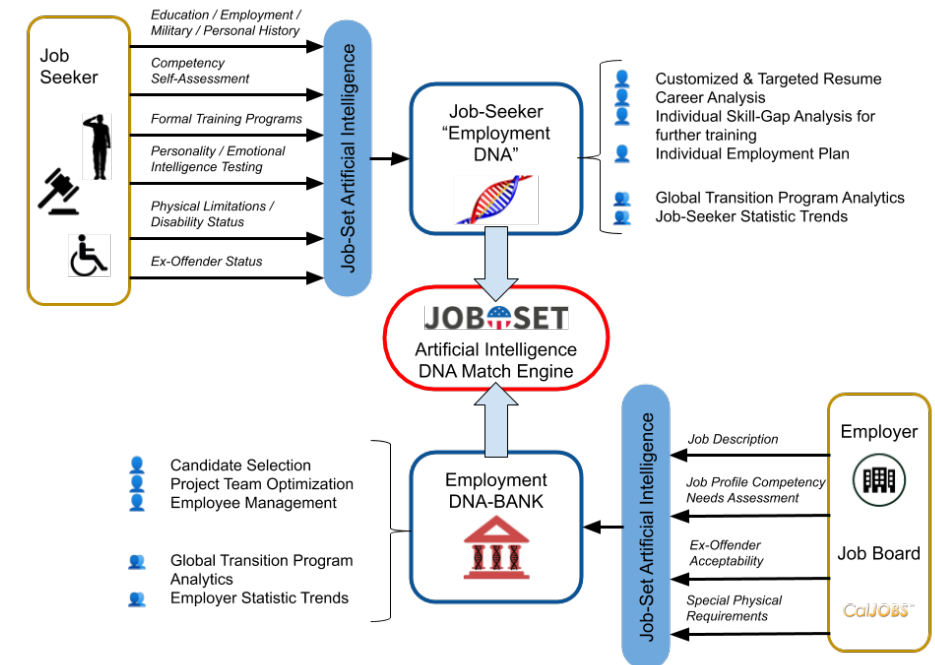 Job
Seeker
Education / Employment /
Military / Personal History
Competency
Self-Assessment
Formal Training Programs
Personality / Emotional
Intelligence Testing
Physical Limitations /
Disability Status
Ex-Offender Status
Job-Set Artificial Intelligence
Job-Seeker
“Employment
DNA”
Customized & Targeted Resume
Career Analysis
Individual Skill-Gap Analysis for
further training
Individual Employment Plan
Global Transition Program Analytics
Job-Seeker Statistic Trends
JOB SET
Artificial Intelligence
DNA Match Engine
Candidate Selection
Project Team Optimization
Employee Management
Global Transition Program
Analytics
Employer Statistic Trends
Employment
DNA-BANK
Job-Set Artificial Intelligence
Job Description
Job Profile Competency
Needs Assessment
Ex-Offender
Acceptability
Special Physical
Requirements
Employer
Job Board
CalJOBS